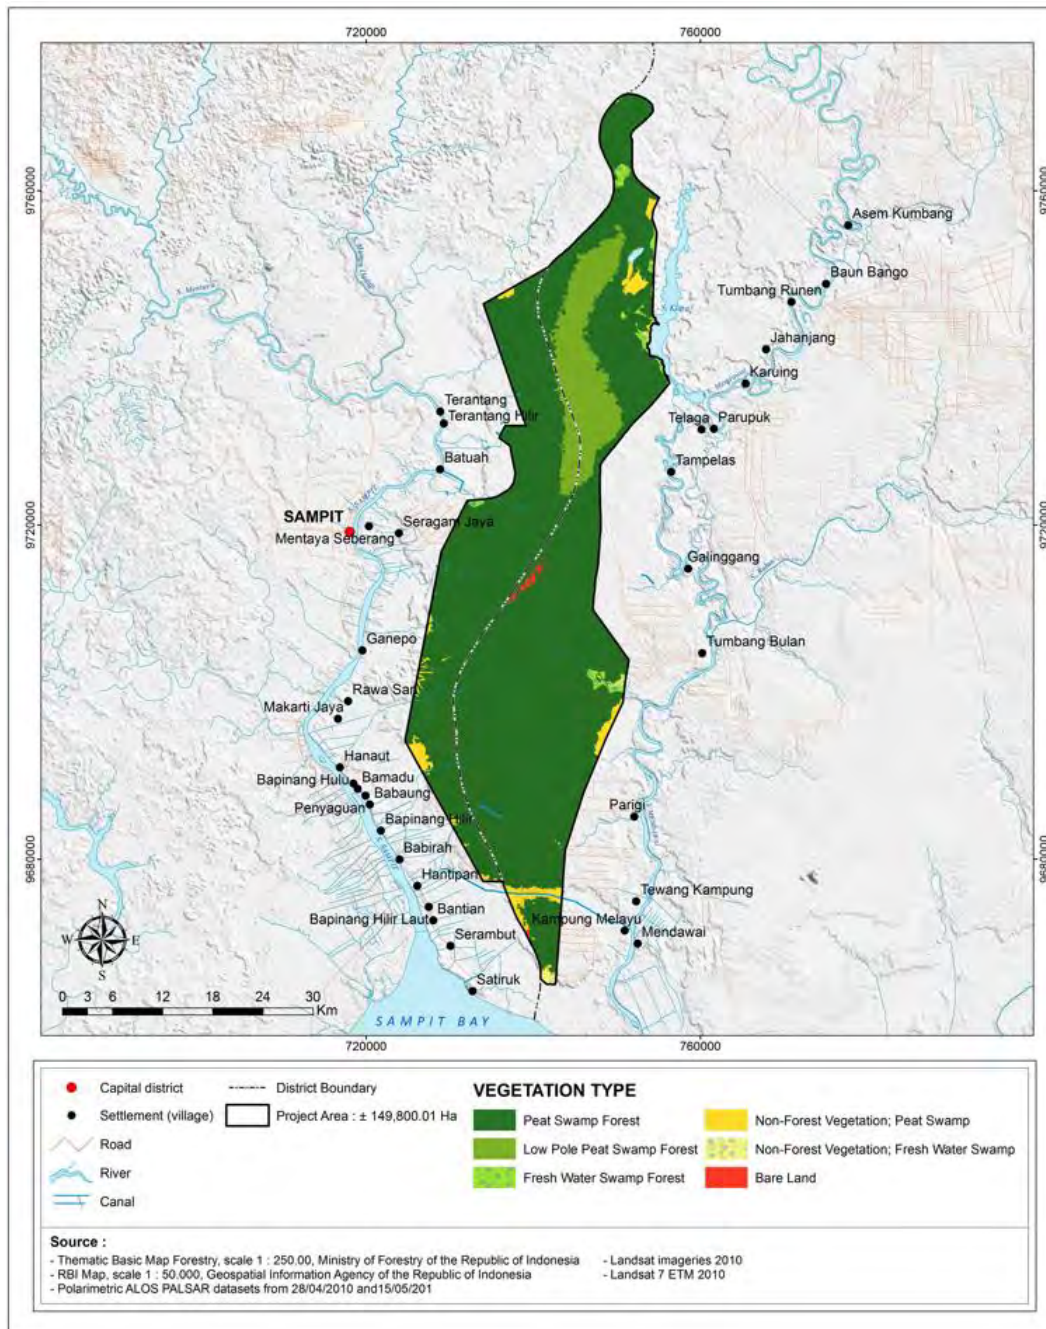 720000 760000
9760000 9760000
Asem Kumbang
Baun Bango
Tumbang Runen
S. Mentaya
Jahanjang
Karuing
Terantang
Terantang Hilir
Telaga
Parupuk
Batuah
Tampelas
S. SAMPIT
SAMPIT
Seragam Jaya
9720000 9720000
Mentaya Seberang
Galinggang
Ganepo
Tumbang Bulan
Rawa Sari
Makarti Jaya
Hanaut
Bapinang Hulu
Bamadu
Babaung
Penyaguan
Parigi
Bapinang Hilir
Babirah
9680000 9680000
Hantipan
Tewang Kampung
Bantian
Bapinang Hilir Laut
Kampung Melayu
Mendawai
Serambut
N
W E
S
Satiruk
0 3 6 12 18 24 30
Km
SAMPIT BAY
720000 760000
Capital district
Settlement (village)
Road
River
Canal
District Boundary
Project Area : ± 149,800.01 Ha
VEGETATION TYPE
Peat Swamp Forest
Low Pole Peat Swamp Forest
Fresh Water Swamp Forest
Non-Forest Vegetation; Peat Swamp
Non-Forest Vegetation; Fresh Water Swamp
Bare Land
Source :
- Thematic Basic Map Forestry, scale 1 : 250.00, Ministry of Forestry of the Republic of Indonesia
- RBI Map, scale 1 : 50.000, Geospatial Information Agency of the Republic of Indonesia
- Polarimetric ALOS PALSAR datasets from 28/04/2010 and15/05/201
- Landsat imageries 2010
- Landsat 7 ETM 2010